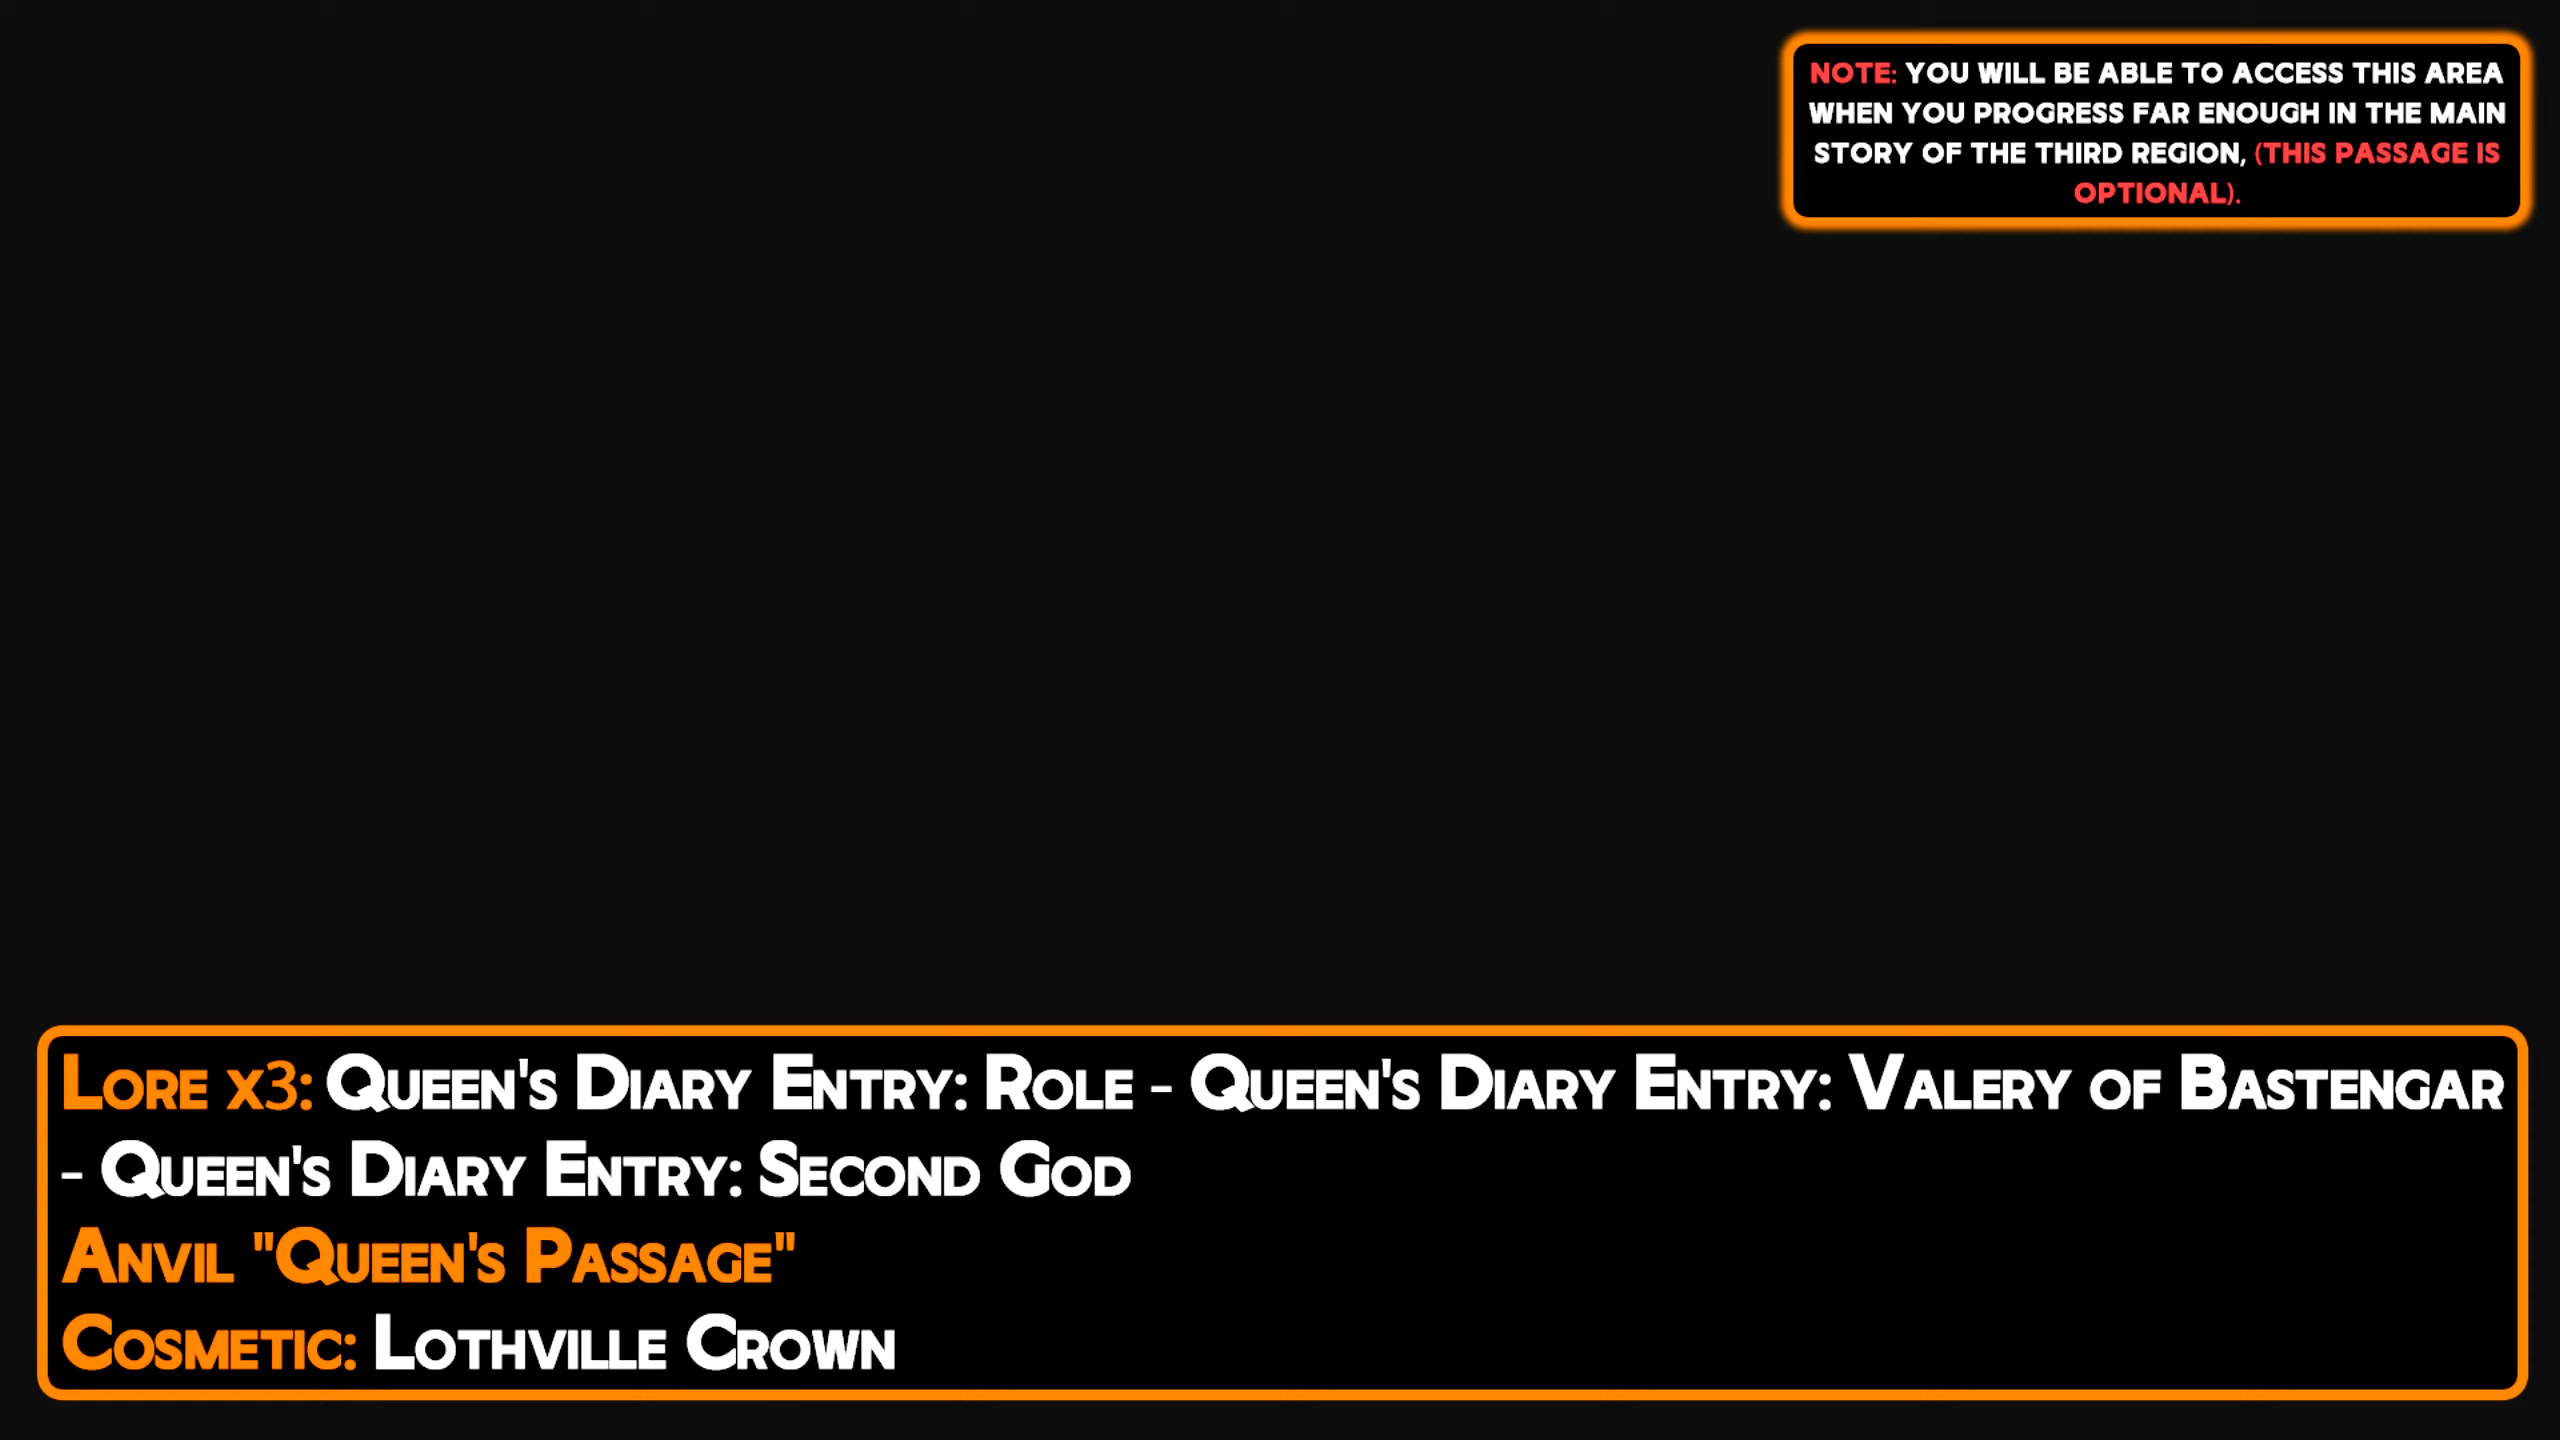 NOTE: YOU WILL BE ABLE TO ACCESS THIS AREA
WHEN YOU PROGRESS FAR ENOUGH IN THE MAIN
STORY OF THE THIRD REGION, (THIS PASSAGE IS
OPTIONAL).
Lore x3: Queen's Diary Entry: Role - Queen's Diary Entry: Valery of Bastengar
- Queen's Diary Entry: Second God
Anvil "Queen's Passage"
Cosmetic: Lothville Crown